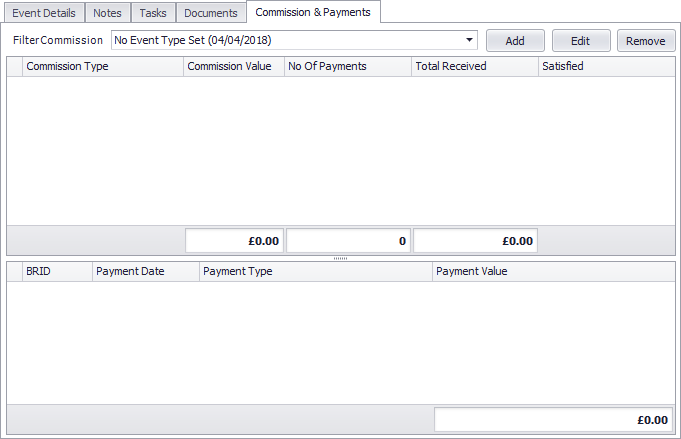 Event Details Notes Tasks Documents Commission & Payments
FilterCommission No Event Type Set (04/04/2018) Add Edit Remove
Commission Type Commission Value No Of Payments Total Received Satisfied
£0.00 0 £0.00
BRID Payment Date Payment Type Payment Value
£0.00